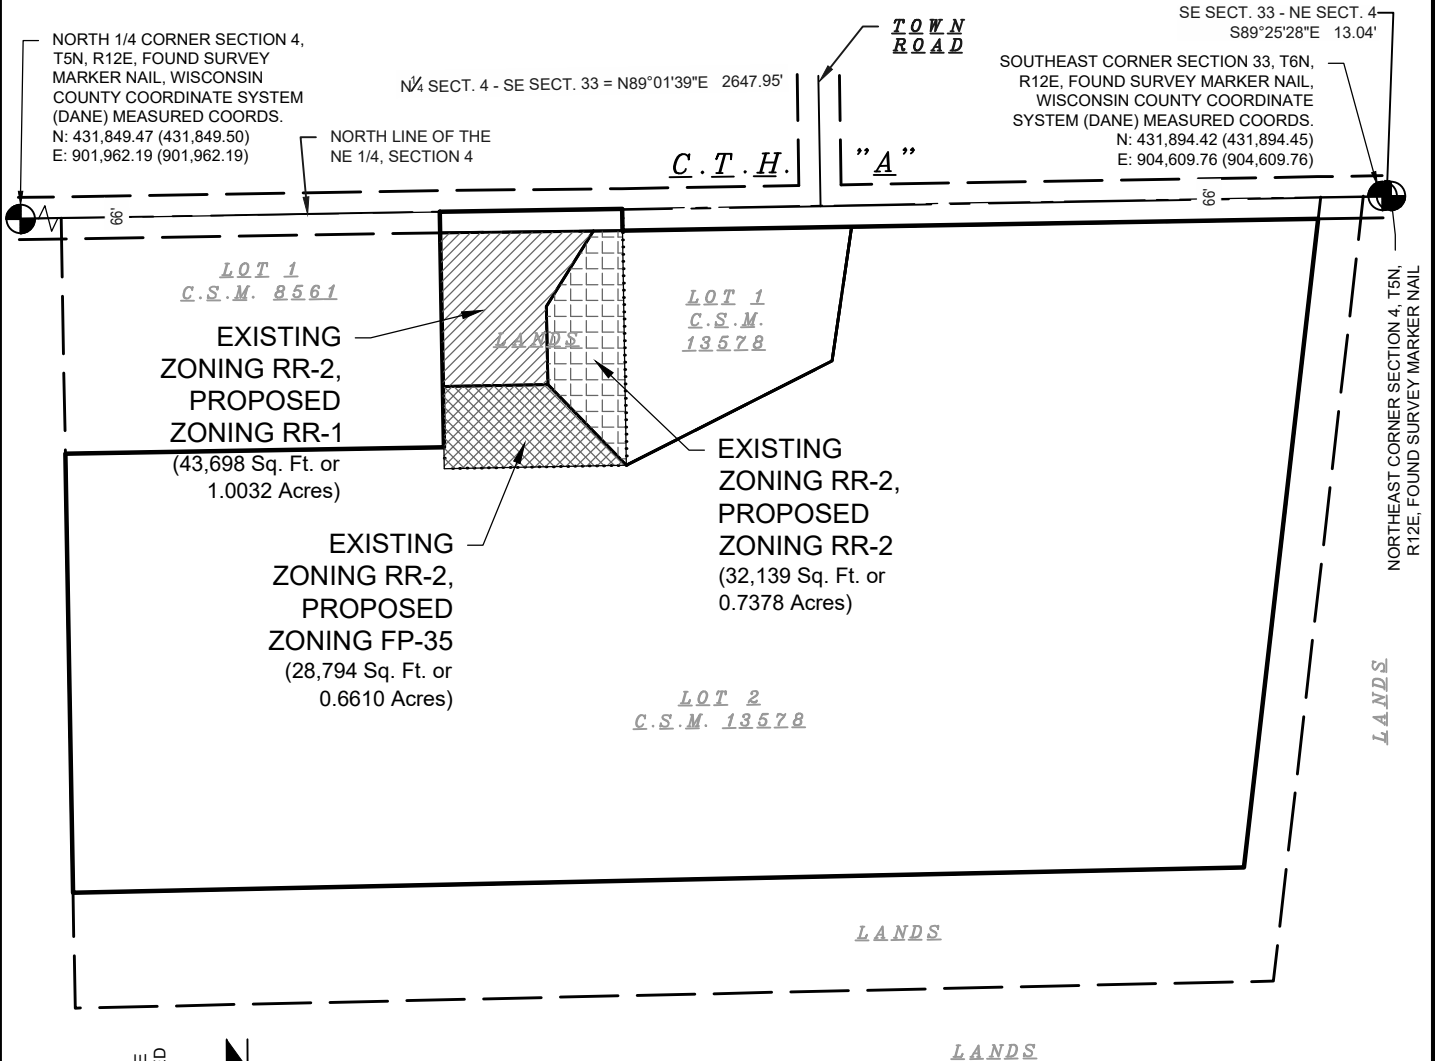 NORTH 1/4 CORNER SECTION 4,
T5N, R12E, FOUND SURVEY
MARKER NAIL, WISCONSIN
COUNTY COORDINATE SYSTEM
(DANE) MEASURED COORDS.
N: 431,849.47 (431,849.50)
E: 901,962.19 (901,962.19)
N1/4 SECT. 4 - SE SECT. 33 = N89°01'39"E 2647.95'
NORTH LINE OF THE
NE 1/4, SECTION 4
TOWN
ROAD
SE SECT. 33 - NE SECT. 4
S89°25'28"E 13.04'
SOUTHEAST CORNER SECTION 33, T6N,
R12E, FOUND SURVEY MARKER NAIL,
WISCONSIN COUNTY COORDINATE
SYSTEM (DANE) MEASURED COORDS.
N: 431,894.42 (431,894.45)
E: 904,609.76 (904,609.76)
C.T.H. "A"
66'
66'
LOT 1
C.S.M. 8561
LANDS
LOT 1
C.S.M.
13578
EXISTING
ZONING RR-2,
PROPOSED
ZONING RR-1
(43,698 Sq. Ft. or
1.0032 Acres)
EXISTING
ZONING RR-2,
PROPOSED
ZONING RR-2
(32,139 Sq. Ft. or
0.7378 Acres)
EXISTING
ZONING RR-2,
PROPOSED
ZONING FP-35
(28,794 Sq. Ft. or
0.6610 Acres)
NORTHEAST CORNER SECTION 4, T5N,
R12E, FOUND SURVEY MARKER NAIL
LOT 2
C.S.M. 13578
LANDS
LANDS
LANDS